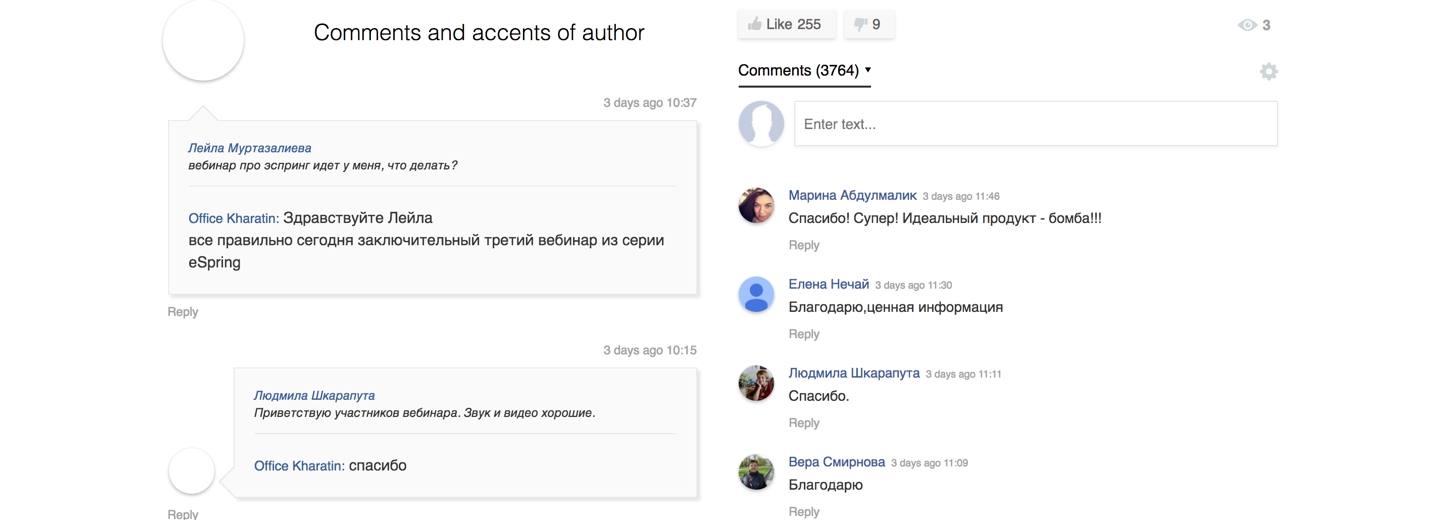 Comments and accents of author
3 days ago 10:37
Лейла Муртазалиева
вебинар про эспринг идет у меня, что делать?
Office Kharatin: Здравствуйте Лейла
все правильно сегодня заключительный третий вебинар из серии
eSpring
Reply
3 days ago 10:15
Людмила Шкарапута
Приветствую участников вебинара. Звук и видео хорошие.
Office Kharatin: спасибо
Reply
Like 255
9
3
Comments (3764)
Enter text...
Марина Абдулмалик 3 days ago 11:46
Спасибо! Супер! Идеальный продукт - бомба!!!
Reply
Елена Нечай 3 days ago 11:30
Благодарю,ценная информация
Reply
Людмила Шкарапута 3 days ago 11:11
Спасибо.
Reply
Вера Смирнова 3 days ago 11:09
Благодарю
Reply